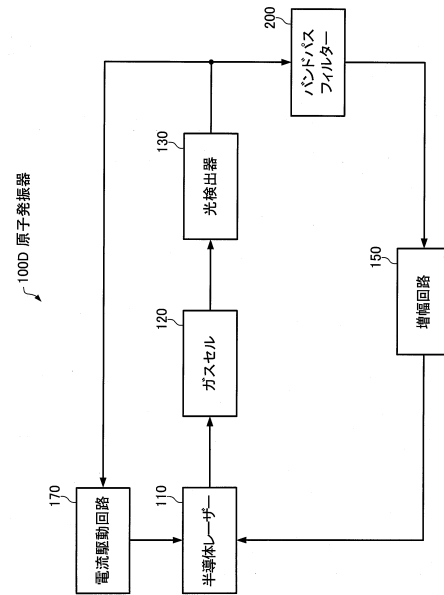 100D 原子発振器
170
電流駆動回路
110
半導体レーザー
120
ガスセル
130
光検出器
200
バンドパス
フィルター
150
増幅回路